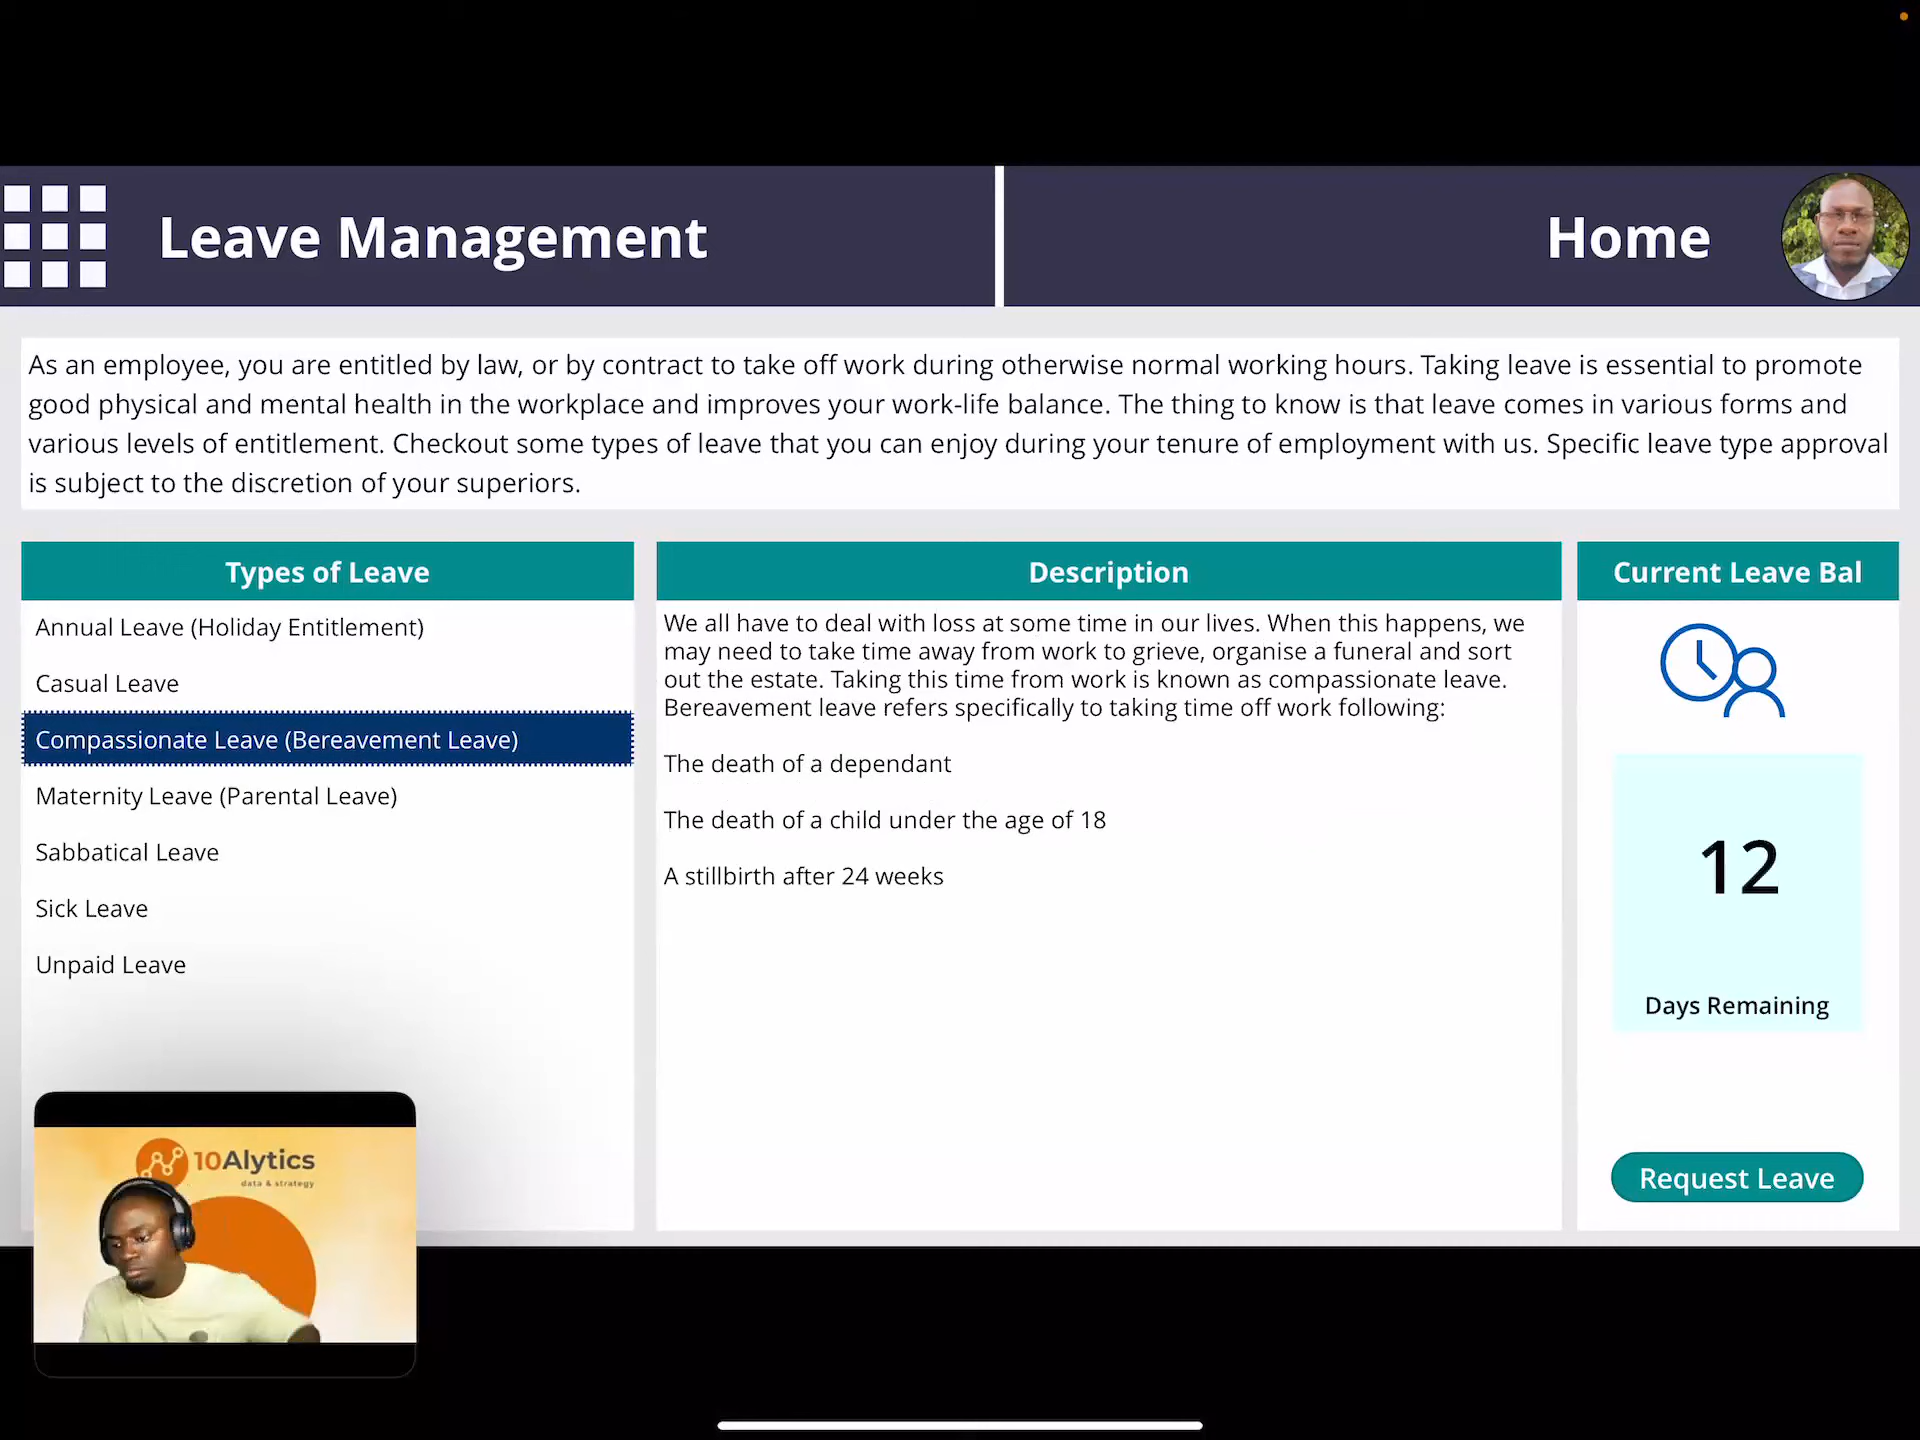 Leave Management
Home
As an employee, you are entitled by law, or by contract to take off work during otherwise normal working hours. Taking leave is essential to promote
good physical and mental health in the workplace and improves your work-life balance. The thing to know is that leave comes in various forms and
various levels of entitlement. Checkout some types of leave that you can enjoy during your tenure of employment with us. Specific leave type approval
is subject to the discretion of your superiors.
Types of Leave
Annual Leave (Holiday Entitlement)
Casual Leave
Compassionate Leave (Bereavement Leave)
Maternity Leave (Parental Leave)
Sabbatical Leave
Sick Leave
Unpaid Leave
Description
We all have to deal with loss at some time in our lives. When this happens, we
may need to take time away from work to grieve, organise a funeral and sort
out the estate. Taking this time from work is known as compassionate leave.
Bereavement leave refers specifically to taking time off work following:
The death of a dependant
The death of a child under the age of 18
A stillbirth after 24 weeks
Current Leave Bal
12
Days Remaining
Request Leave
10Alytics
data & strategy